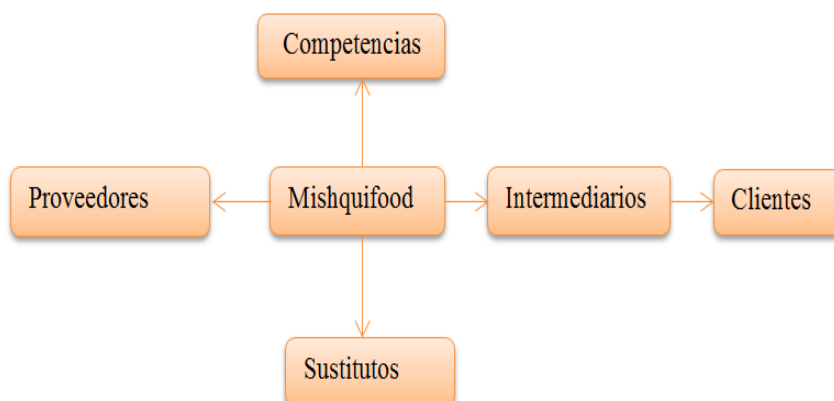 Competencias
Proveedores
Mishquifood
Intermediarios
Clientes
Sustitutos